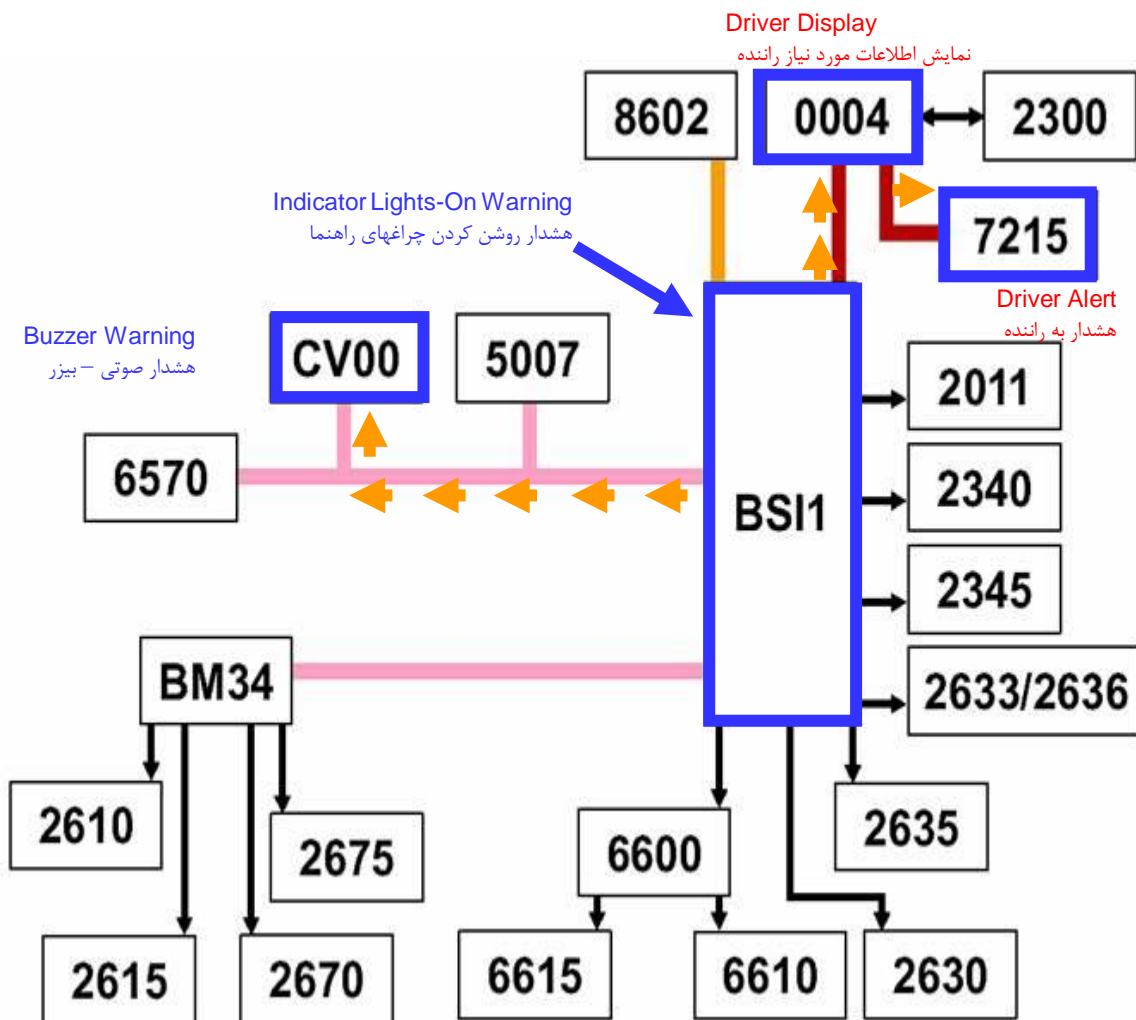 Driver Display
نمایش اطلاعات مورد نیاز راننده
8602
0004
2300
Indicator Lights-On Warning
هشدار روشن کردن چراغهای راهنما
7215
Driver Alert
هشدار به راننده
Buzzer Warning
هشدار صوتی – بیزر
CV00
5007
2011
6570
BSI1
2340
2345
BM34
2633/2636
2610
2675
6600
2635
2615
2670
6615
6610
2630